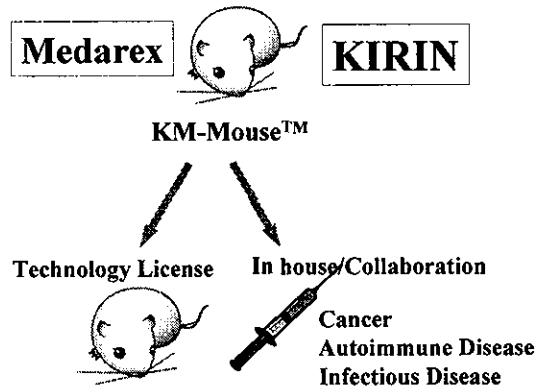 Medarex
KIRIN
KM-Mouse™
Technology License
In house/Collaboration
Cancer
Autoimmune Disease
Infectious Disease